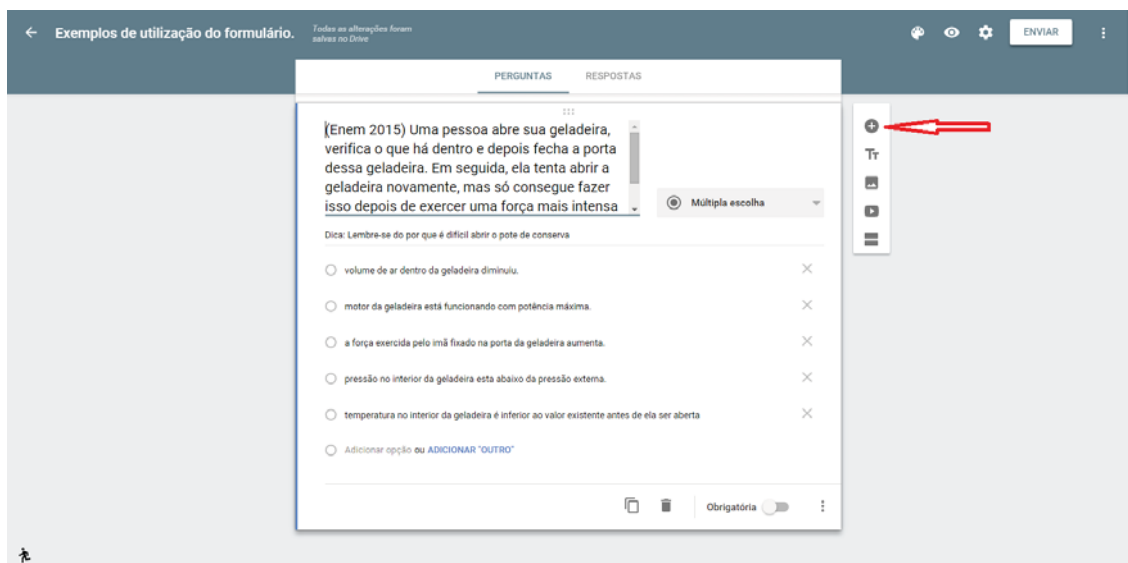 Exemplos de utilização do formulário.
Todas as alterações foram
salvas no Drive
ENVIAR
PERGUNTAS RESPOSTAS
(Enem 2015) Uma pessoa abre sua geladeira,
verifica o que há dentro e depois fecha a porta
dessa geladeira. Em seguida, ela tenta abrir a
geladeira novamente, mas só consegue fazer
isso depois de exercer uma força mais intensa
Múltipla escolha
Dica: Lembre-se do por que é difícil abrir o pote de conserva
volume de ar dentro da geladeira diminuiu.
motor da geladeira está funcionando com potência máxima.
a força exercida pelo imã fixado na porta da geladeira aumenta.
pressão no interior da geladeira esta abaixo da pressão externa.
temperatura no interior da geladeira é inferior ao valor existente antes de ela ser aberta
Adicionar opção ou ADICIONAR "OUTRO"
Obrigatória
Tт